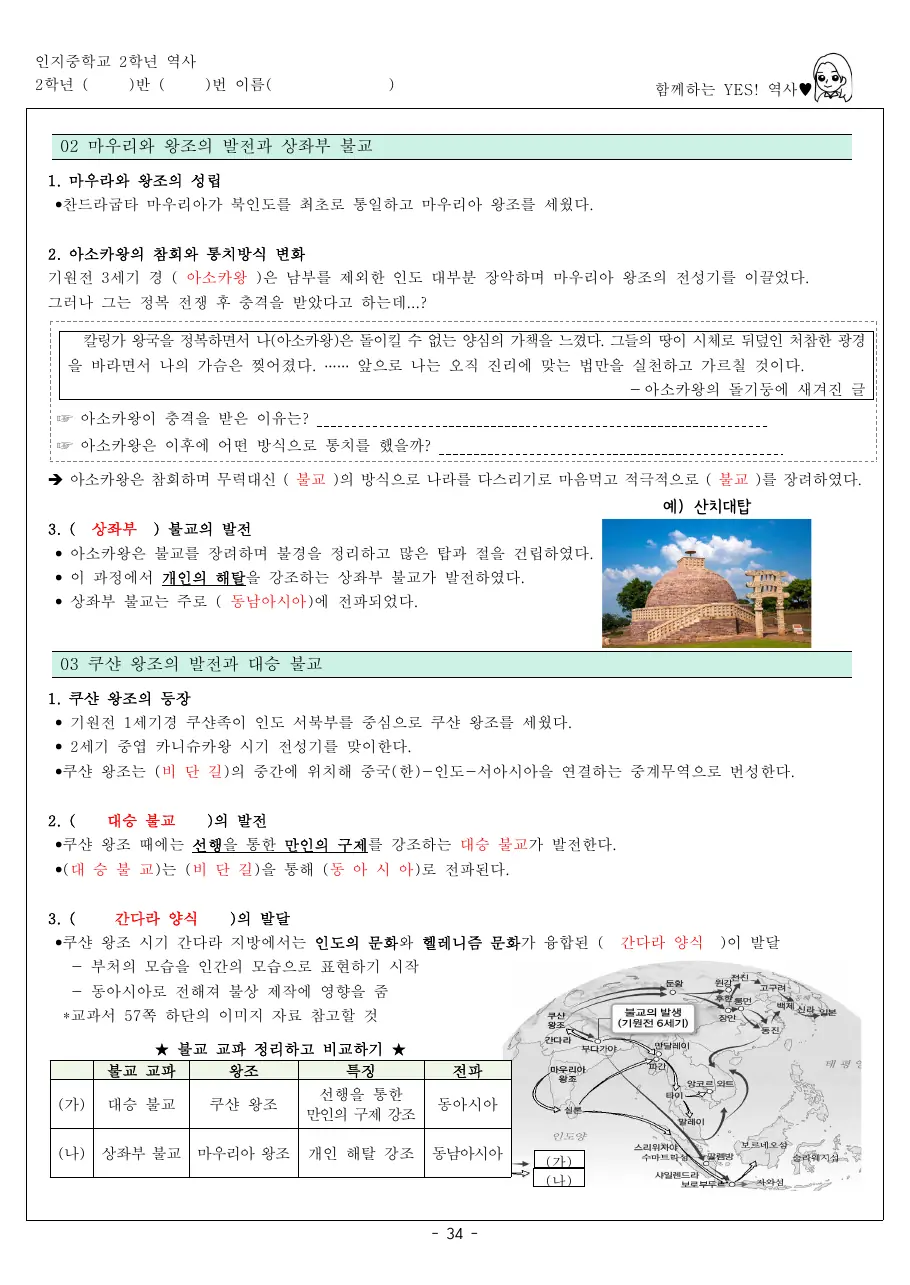 인지중학교 2학년 역사
2학년 (     )반 (     )번 이름(               )
함께하는 YES! 역사♥
02 마우리와 왕조의 발전과 상좌부 불교
1. 마우라와 왕조의 성립
•찬드라굽타 마우리아가 북인도를 최초로 통일하고 마우리아 왕조를 세웠다.
2. 아소카왕의 참회와 통치방식 변화
기원전 3세기 경 ( 아소카왕 )은 남부를 제외한 인도 대부분 장악하며 마우리아 왕조의 전성기를 이끌었다.
그러나 그는 정복 전쟁 후 충격을 받았다고 하는데...?
칼링가 왕국을 정복하면서 나(아소카왕)은 돌이킬 수 없는 양심의 가책을 느꼈다. 그들의 땅이 시체로 뒤덮인 처참한 광경
을 바라면서 나의 가슴은 찢어졌다. …… 앞으로 나는 오직 진리에 맞는 법만을 실천하고 가르칠 것이다.
- 아소카왕의 돌기둥에 새겨진 글
☞ 아소카왕이 충격을 받은 이유는?
☞ 아소카왕은 이후에 어떤 방식으로 통치를 했을까?
➔ 아소카왕은 참회하며 무력대신 ( 불교 )의 방식으로 나라를 다스리기로 마음먹고 적극적으로 ( 불교 )를 장려하였다.
예) 산치대탑
3. (  상좌부  ) 불교의 발전
• 아소카왕은 불교를 장려하며 불경을 정리하고 많은 탑과 절을 건립하였다.
• 이 과정에서 개인의 해탈을 강조하는 상좌부 불교가 발전하였다.
• 상좌부 불교는 주로 ( 동남아시아)에 전파되었다.
03 쿠샨 왕조의 발전과 대승 불교
1. 쿠샨 왕조의 등장
• 기원전 1세기경 쿠샨족이 인도 서북부를 중심으로 쿠샨 왕조를 세웠다.
• 2세기 중엽 카니슈카왕 시기 전성기를 맞이한다.
•쿠샨 왕조는 (비 단 길)의 중간에 위치해 중국(한)-인도-서아시아을 연결하는 중계무역으로 번성한다.
2. (    대승 불교    )의 발전
•쿠샨 왕조 때에는 선행을 통한 만인의 구제를 강조하는 대승 불교가 발전한다.
•(대 승 불 교)는 (비 단 길)을 통해 (동 아 시 아)로 전파된다.
3. (     간다라 양식    )의 발달
•쿠샨 왕조 시기 간다라 지방에서는 인도의 문화와 헬레니즘 문화가 융합된 (  간다라 양식  )이 발달
- 부처의 모습을 인간의 모습으로 표현하기 시작
- 동아시아로 전해져 불상 제작에 영향을 줌
*교과서 57쪽 하단의 이미지 자료 참고할 것
★ 불교 교파 정리하고 비교하기 ★
불교 교파 왕조 특징 전파
(가) 대승 불교 쿠샨 왕조 선행을 통한 만인의 구제 강조 동아시아
(나) 상좌부 불교 마우리아 왕조 개인 해탈 강조 동남아시아
(가)
(나)
둔황
윈강
전진
고구려
후한
룽먼
장안
백제
신라
일본
동진
불교의 발생
(기원전 6세기)
쿠샨
왕조
간다라
부다가야
만달레이
파간
마우리아
왕조
앙코르 와트
타이
실론
말레이
태평양
인도양
스리위자야
수마트라섬
팔렘방
보르네오섬
술라웨시섬
샤일렌드라
보로부두르
자와섬
- 34 -